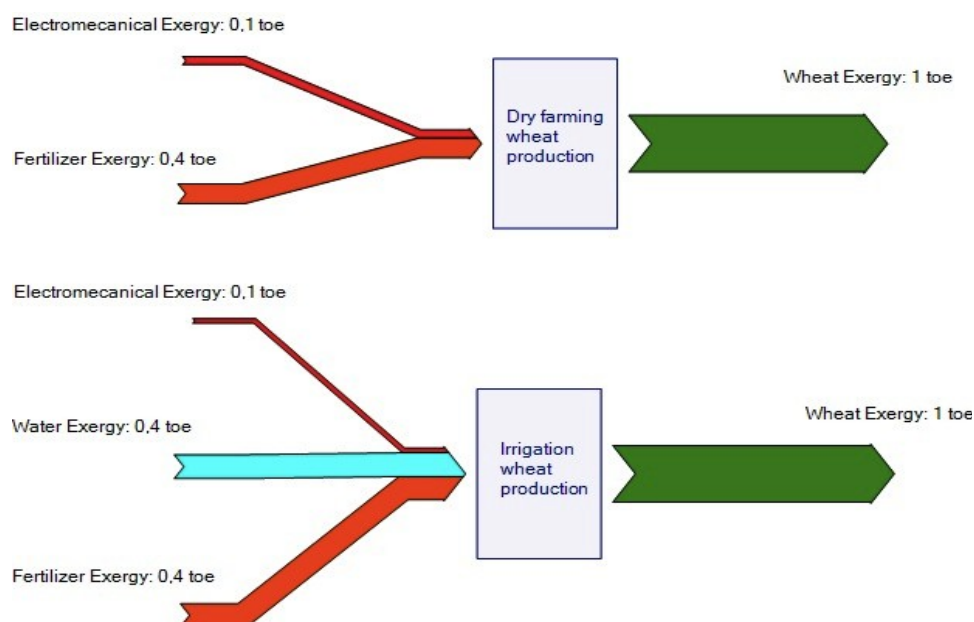 Electromecanical Exergy: 0,1 toe
Wheat Exergy: 1 toe
Dry farming
wheat
production
Fertilizer Exergy: 0,4 toe
Electromecanical Exergy: 0,1 toe
Wheat Exergy: 1 toe
Water Exergy: 0,4 toe
Irrigation
wheat
production
Fertilizer Exergy: 0,4 toe